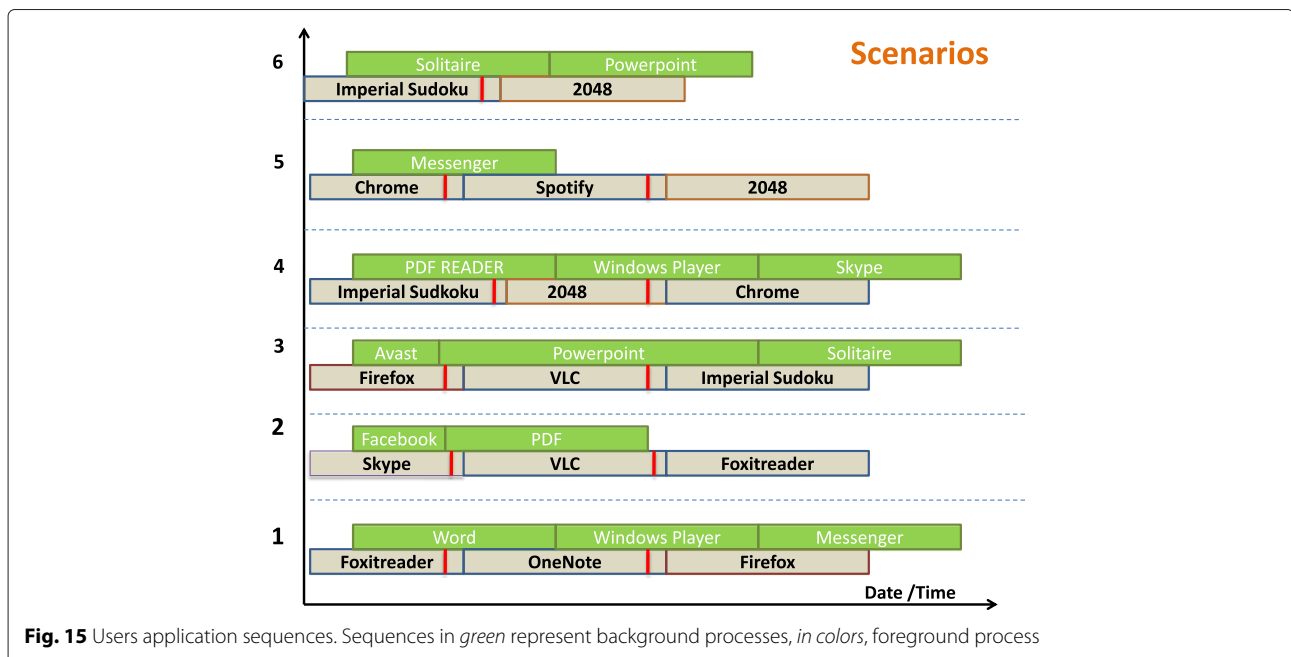 Scenarios
6
Solitaire Powerpoint
Imperial Sudoku 2048
5
Messenger
Chrome Spotify 2048
4
PDF READER Windows Player Skype
Imperial Sudkoku 2048 Chrome
3
Avast Powerpoint Solitaire
Firefox VLC Imperial Sudoku
2
Facebook PDF
Skype VLC Foxitreader
1
Word Windows Player Messenger
Foxitreader OneNote Firefox
Date /Time
Fig. 15 Users application sequences. Sequences in green represent background processes, in colors, foreground process